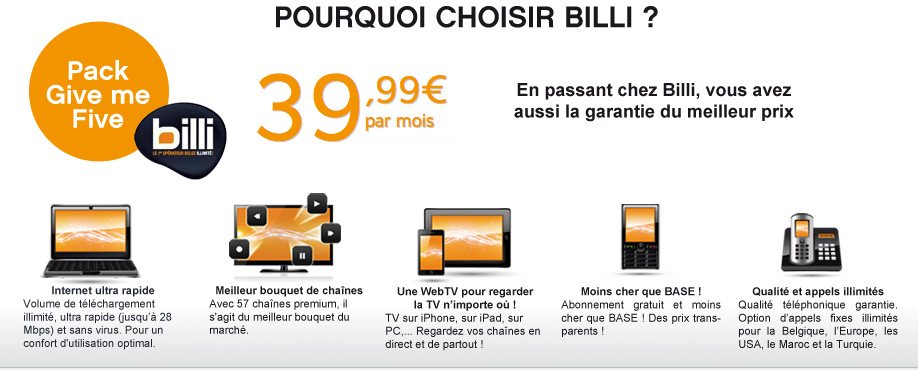 POURQUOI CHOISIR BILLI ?
Pack
Give me
Five
billi
LE 1er OPÉRATEUR BELGE ILLIMITÉ !
39,99€
par mois
En passant chez Billi, vous avez
aussi la garantie du meilleur prix
Internet ultra rapide
Volume de téléchargement
illimité, ultra rapide (jusqu'à 28
Mbps) et sans virus. Pour un
confort d'utilisation optimal.
Meilleur bouquet de chaînes
Avec 57 chaînes premium, il
s'agit du meilleur bouquet du
marché.
Une WebTV pour regarder
la TV n'importe où !
TV sur iPhone, sur iPad, sur
PC,... Regardez vos chaînes en
direct et de partout !
Moins cher que BASE !
Abonnement gratuit et moins
cher que BASE ! Des prix trans-
parents !
Qualité et appels illimités
Qualité téléphonique garantie.
Option d'appels fixes illimités
pour la Belgique, l'Europe, les
USA, le Maroc et la Turquie.